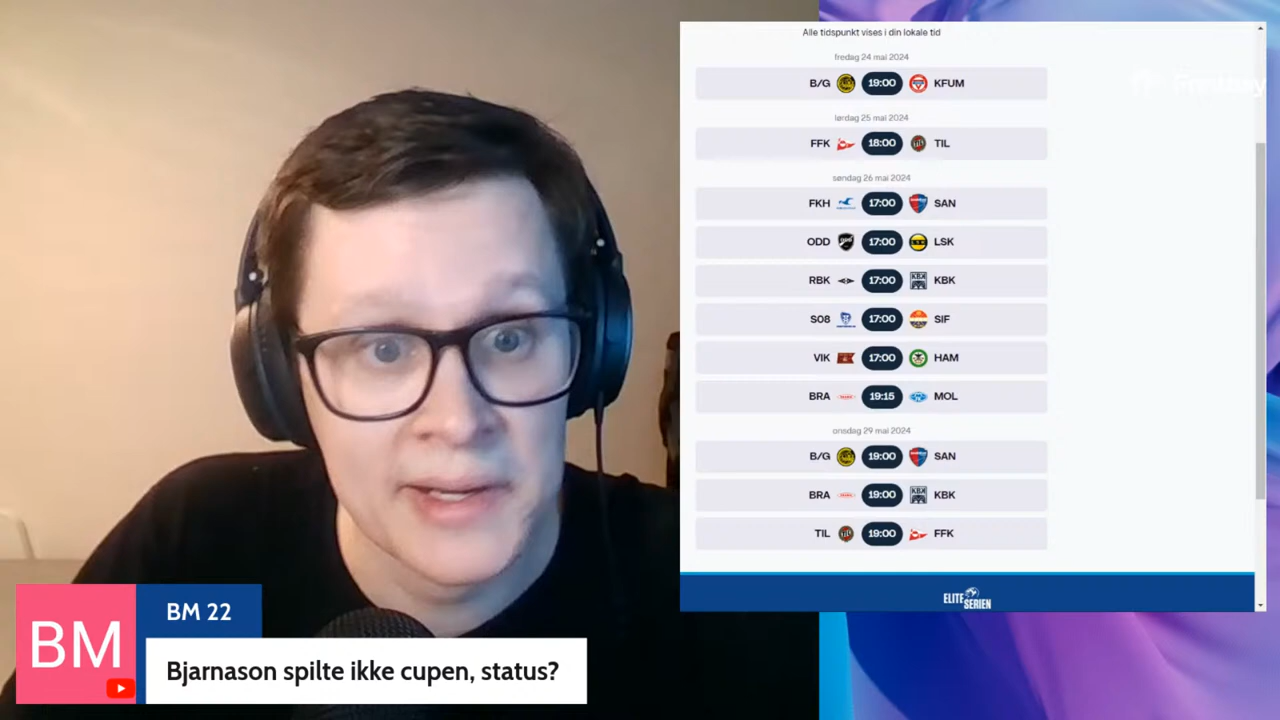 Alle tidspunkt vises i din lokale tid
fredag 24 mai 2024
B/G 19:00 KFUM
lørdag 25 mai 2024
FFK 18:00 TIL
søndag 26 mai 2024
FKH 17:00 SAN
ODD 17:00 LSK
RBK 17:00 KBK
S08 17:00 SIF
VIK 17:00 HAM
BRA 19:15 MOL
onsdag 29 mai 2024
B/G 19:00 SAN
BRA 19:00 KBK
TIL 19:00 FFK
ELITESERIEN
BM
BM 22
Bjarnason spilte ikke cupen, status?